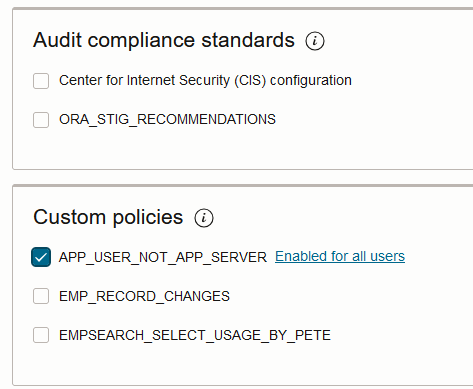 Audit compliance standards i
Center for Internet Security (CIS) configuration
ORA_STIG_RECOMMENDATIONS
Custom policies i
APP_USER_NOT_APP_SERVER Enabled for all users
EMP_RECORD_CHANGES
EMPSEARCH_SELECT_USAGE_BY_PETE